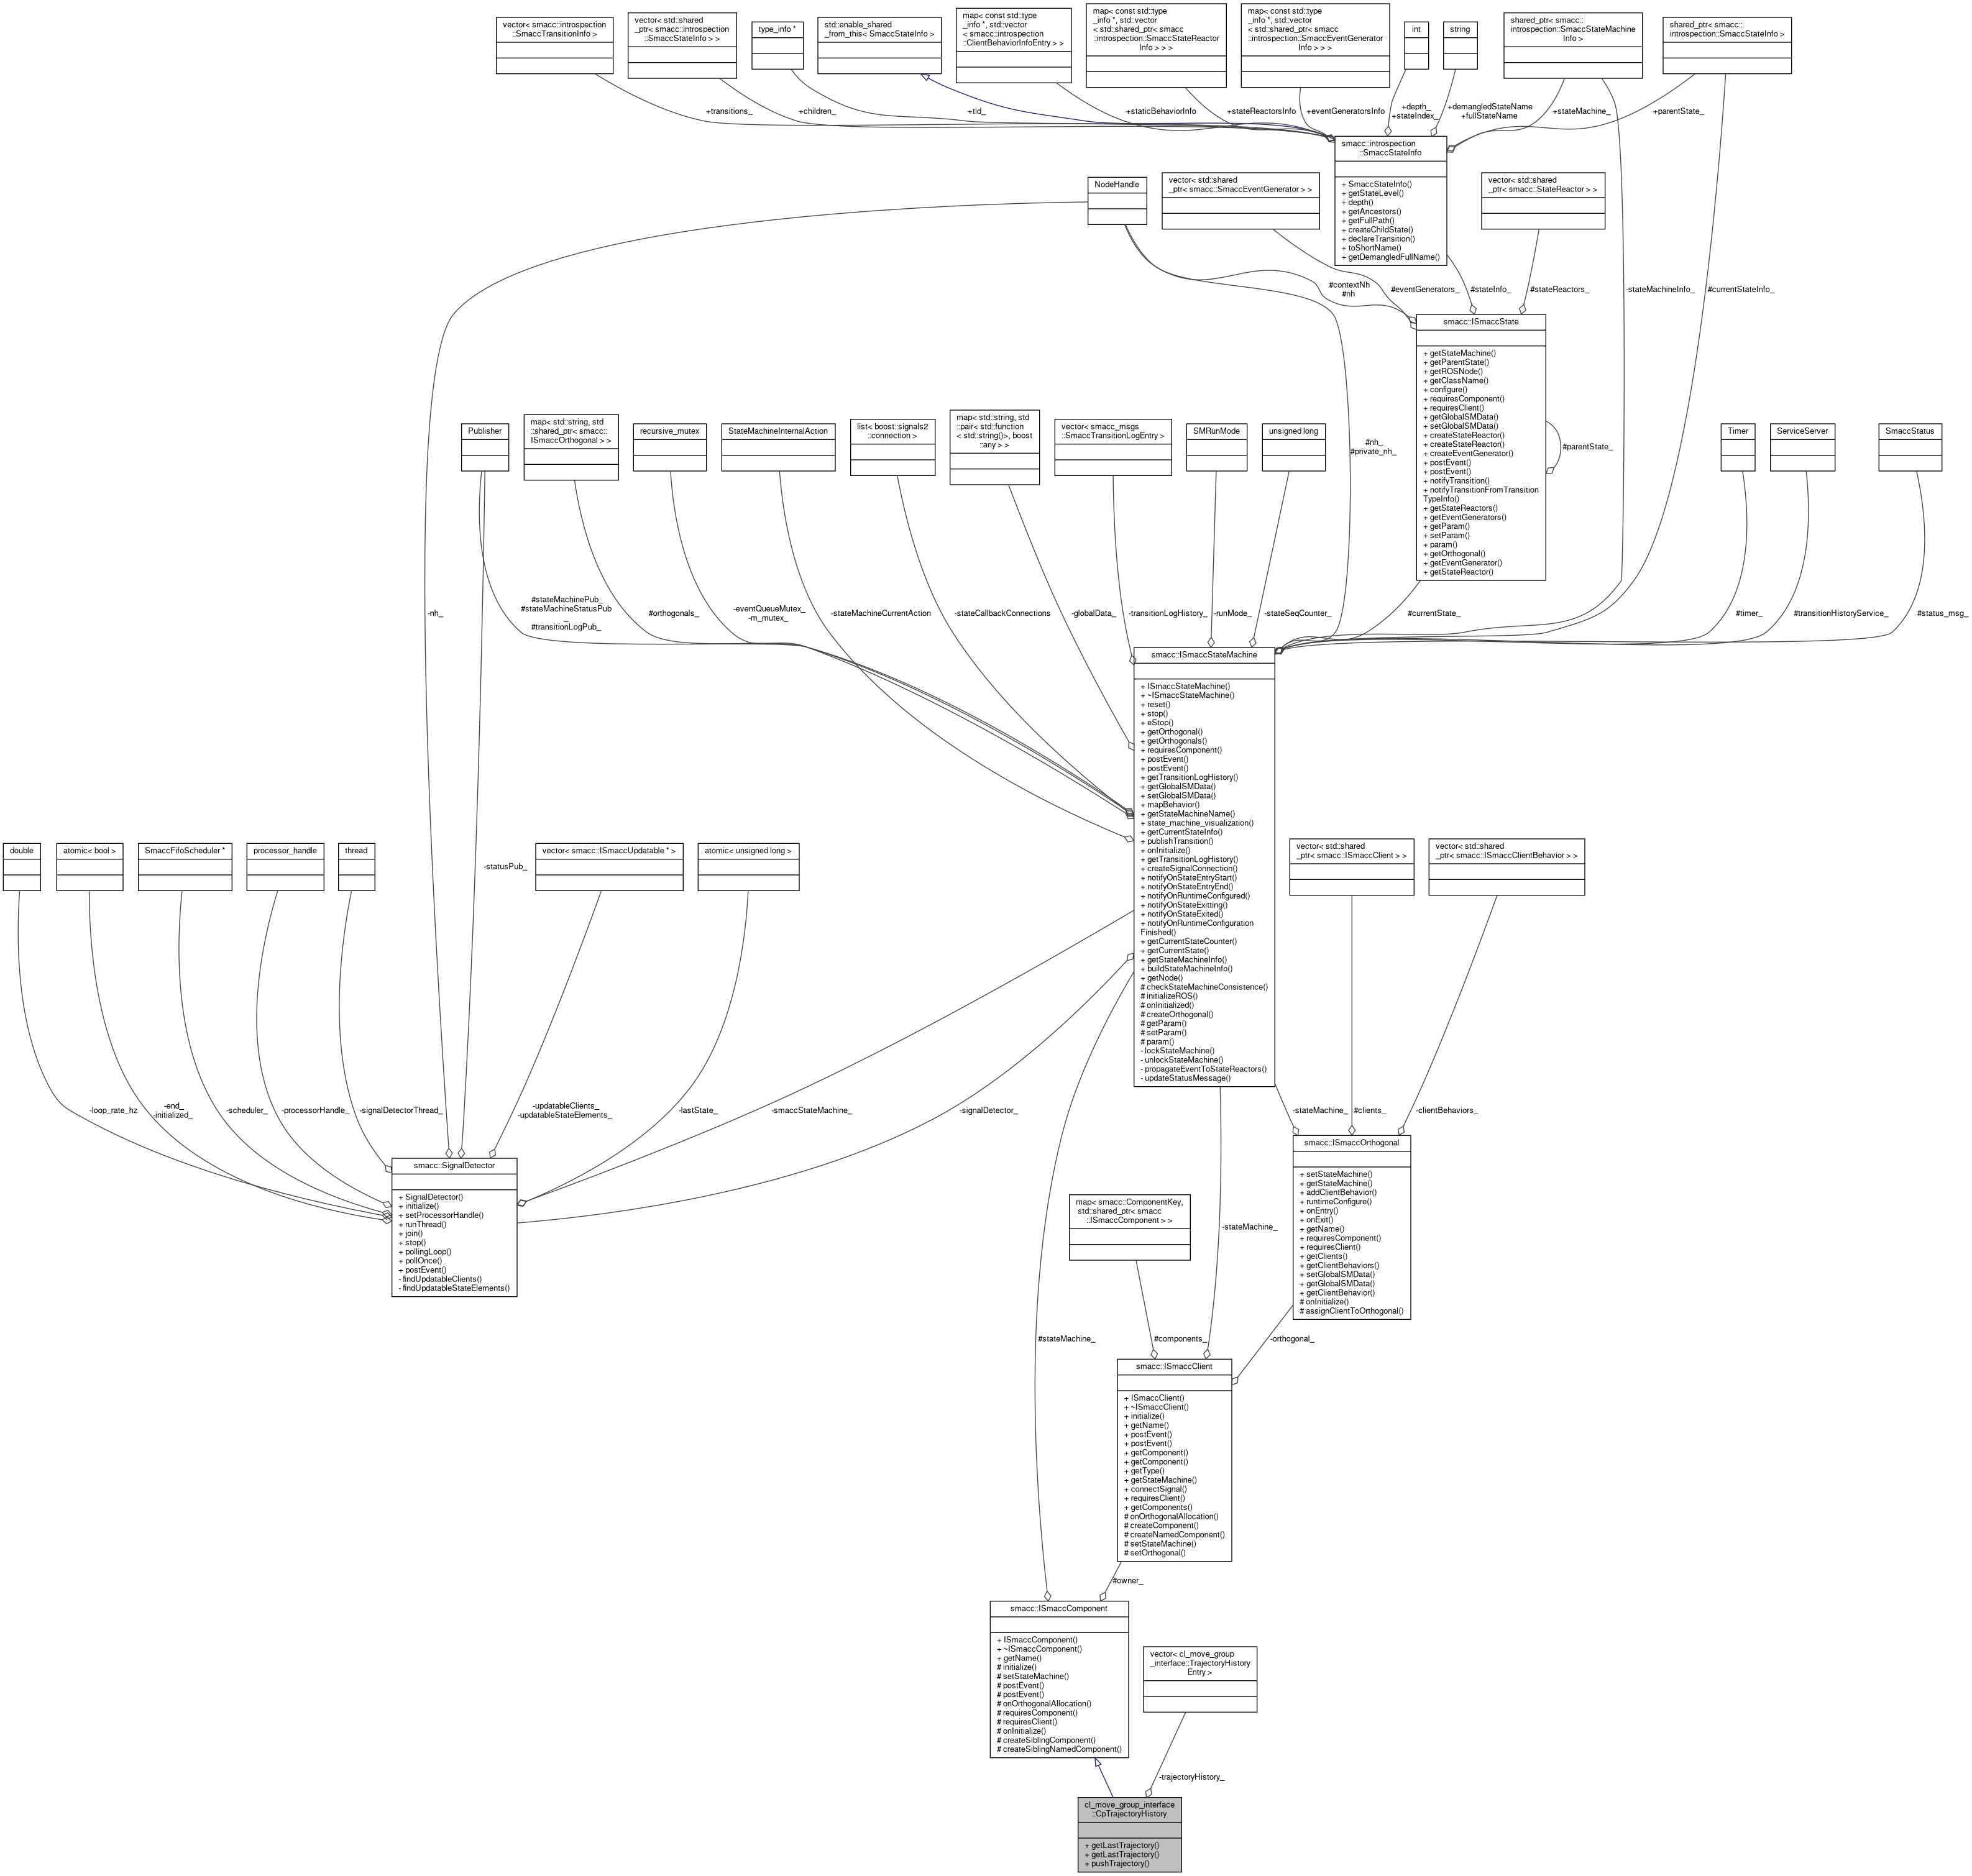 vector< smacc::introspection
::SmaccTransitionInfo >
vector< std::shared
_ptr< smacc::introspection
::SmaccStateInfo > >
type_info *
std::enable_shared
_from_this< SmaccStateInfo >
map< const std::type
_info *, std::vector
< smacc::introspection
::ClientBehaviorInfoEntry > >
map< const std::type
_info *, std::vector
< std::shared_ptr< smacc
::introspection::SmaccStateReactor
Info > > >
map< const std::type
_info *, std::vector
< std::shared_ptr< smacc
::introspection::SmaccEventGenerator
Info > > >
int
string
shared_ptr< smacc::
introspection::SmaccStateMachine
Info >
shared_ptr< smacc::
introspection::SmaccStateInfo >
+transitions_
+children_
+tid_
+staticBehaviorInfo
+stateReactorsInfo
+eventGeneratorsInfo
+depth_
+stateIndex_
+demangledStateName
+fullStateName
+stateMachine_
+parentState_
smacc::introspection
::SmaccStateInfo
+ SmaccStateInfo()
+ getStateLevel()
+ depth()
+ getAncestors()
+ getFullPath()
+ createChildState()
+ declareTransition()
+ toShortName()
+ getDemangledFullName()
NodeHandle
vector< std::shared
_ptr< smacc::SmaccEventGenerator > >
vector< std::shared
_ptr< smacc::StateReactor > >
#contextNh
#nh
#eventGenerators_
#stateInfo_
#stateReactors_
-stateMachineInfo_
#currentStateInfo_
smacc::ISmaccState
+ getStateMachine()
+ getParentState()
+ getROSNode()
+ getClassName()
+ configure()
+ requiresComponent()
+ requiresClient()
+ getGlobalSMData()
+ setGlobalSMData()
+ createStateReactor()
+ createStateReactor()
+ createEventGenerator()
+ postEvent()
+ postEvent()
+ notifyTransition()
+ notifyTransitionFromTransition
TypeInfo()
+ getStateReactors()
+ getEventGenerators()
+ getParam()
+ setParam()
+ param()
+ getOrthogonal()
+ getEventGenerator()
+ getStateReactor()
#parentState_
Publisher
map< std::string, std
::shared_ptr< smacc::
ISmaccOrthogonal > >
recursive_mutex
StateMachineInternalAction
list< boost::signals2
::connection >
map< std::string, std
::pair< std::function
< std::string()>, boost
::any > >
vector< smacc_msgs
::SmaccTransitionLogEntry >
SMRunMode
unsigned long
#nh_
#private_nh_
Timer
ServiceServer
SmaccStatus
-nh_
#stateMachinePub_
#stateMachineStatusPub
_
#transitionLogPub_
#orthogonals_
-eventQueueMutex_
-m_mutex_
-stateMachineCurrentAction
-stateCallbackConnections
-globalData_
-transitionLogHistory_
-runMode_
-stateSeqCounter_
#currentState_
#timer_
#transitionHistoryService_
#status_msg_
smacc::ISmaccStateMachine
+ ISmaccStateMachine()
+ ~ISmaccStateMachine()
+ reset()
+ stop()
+ eStop()
+ getOrthogonal()
+ getOrthogonals()
+ requiresComponent()
+ postEvent()
+ postEvent()
+ getTransitionLogHistory()
+ getGlobalSMData()
+ setGlobalSMData()
+ mapBehavior()
+ getStateMachineName()
+ state_machine_visualization()
+ getCurrentStateInfo()
+ publishTransition()
+ onInitialize()
+ getTransitionLogHistory()
+ createSignalConnection()
+ notifyOnStateEntryStart()
+ notifyOnStateEntryEnd()
+ notifyOnRuntimeConfigured()
+ notifyOnStateExitting()
+ notifyOnStateExited()
+ notifyOnRuntimeConfiguration
Finished()
+ getCurrentStateCounter()
+ getCurrentState()
+ getStateMachineInfo()
+ buildStateMachineInfo()
+ getNode()
# checkStateMachineConsistence()
# initializeROS()
# onInitialized()
# createOrthogonal()
# getParam()
# setParam()
# param()
- lockStateMachine()
- unlockStateMachine()
- propagateEventToStateReactors()
- updateStatusMessage()
double
atomic< bool >
SmaccFifoScheduler *
processor_handle
thread
-statusPub_
vector< smacc::ISmaccUpdatable * >
atomic< unsigned long >
vector< std::shared
_ptr< smacc::ISmaccClient > >
vector< std::shared
_ptr< smacc::ISmaccClientBehavior > >
-loop_rate_hz
-end_
-initialized_
-scheduler_
-processorHandle_
-signalDetectorThread_
-updatableClients_
-updatableStateElements_
-lastState_
-smaccStateMachine_
-signalDetector_
-stateMachine_
#clients_
-clientBehaviors_
smacc::SignalDetector
+ SignalDetector()
+ initialize()
+ setProcessorHandle()
+ runThread()
+ join()
+ stop()
+ pollingLoop()
+ pollOnce()
+ postEvent()
- findUpdatableClients()
- findUpdatableStateElements()
smacc::ISmaccOrthogonal
+ setStateMachine()
+ getStateMachine()
+ addClientBehavior()
+ runtimeConfigure()
+ onEntry()
+ onExit()
+ getName()
+ requiresComponent()
+ requiresClient()
+ getClients()
+ getClientBehaviors()
+ setGlobalSMData()
+ getGlobalSMData()
+ getClientBehavior()
# onInitialize()
# assignClientToOrthogonal()
map< smacc::ComponentKey,
std::shared_ptr< smacc
::ISmaccComponent > >
-stateMachine_
#stateMachine_
#components_
-orthogonal_
smacc::ISmaccClient
+ ISmaccClient()
+ ~ISmaccClient()
+ initialize()
+ getName()
+ postEvent()
+ postEvent()
+ getComponent()
+ getComponent()
+ getType()
+ getStateMachine()
+ connectSignal()
+ requiresClient()
+ getComponents()
# onOrthogonalAllocation()
# createComponent()
# createNamedComponent()
# setStateMachine()
# setOrthogonal()
#owner_
smacc::ISmaccComponent
+ ISmaccComponent()
+ ~ISmaccComponent()
+ getName()
# initialize()
# setStateMachine()
# postEvent()
# postEvent()
# onOrthogonalAllocation()
# requiresComponent()
# requiresClient()
# onInitialize()
# createSiblingComponent()
# createSiblingNamedComponent()
vector< cl_move_group
_interface::TrajectoryHistory
Entry >
-trajectoryHistory_
cl_move_group_interface
::CpTrajectoryHistory
+ getLastTrajectory()
+ getLastTrajectory()
+ pushTrajectory()